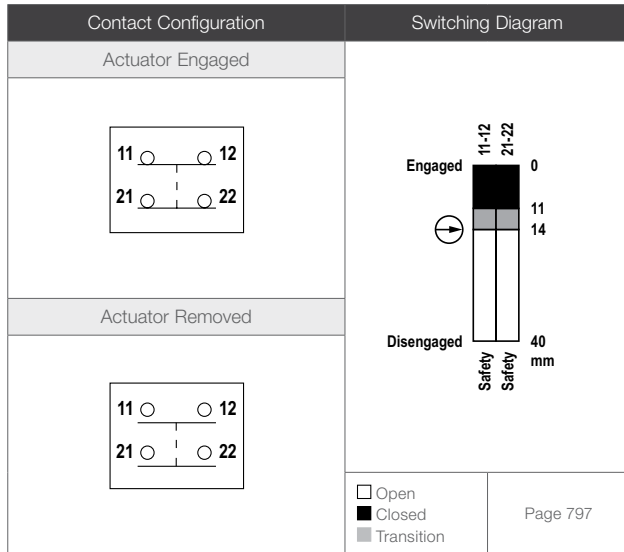 Contact Configuration
Switching Diagram
Actuator Engaged
11 12
21 22
Actuator Removed
11 12
21 22
11-12
21-22
Engaged 0
11
14
Disengaged 40
mm
Safety
Safety
Open
Closed
Transition
Page 797